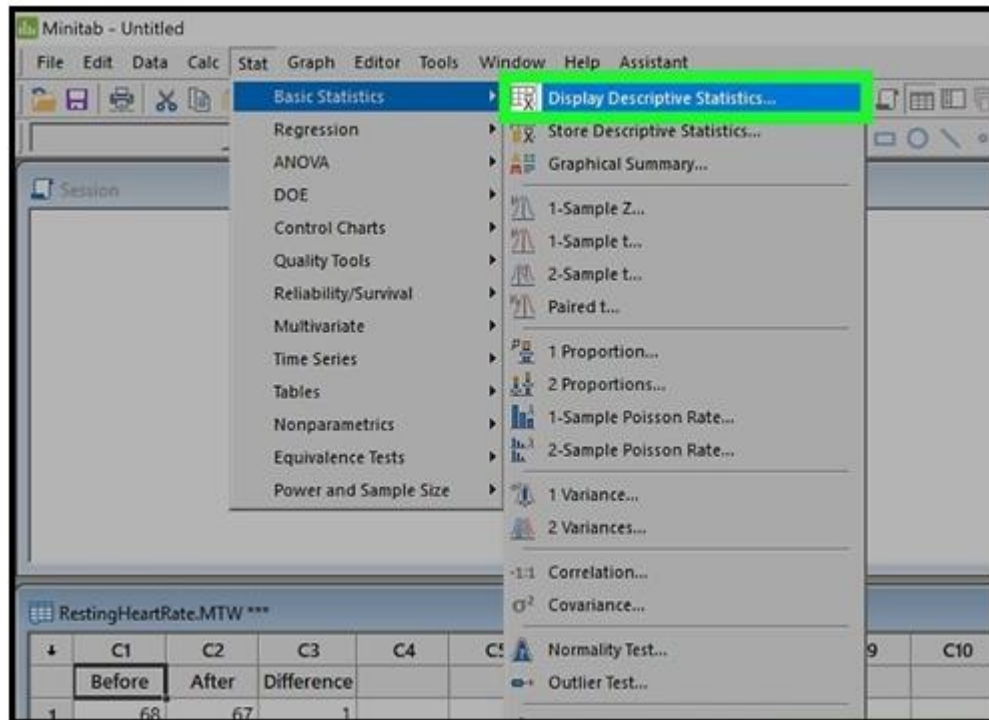 Minitab - Untitled
File Edit Data Calc Stat Graph Editor Tools Window Help Assistant
Basic Statistics
Regression
ANOVA
DOE
Control Charts
Quality Tools
Reliability/Survival
Multivariate
Time Series
Tables
Nonparametrics
Equivalence Tests
Power and Sample Size
Display Descriptive Statistics...
Store Descriptive Statistics...
Graphical Summary...
1-Sample Z...
1-Sample t...
2-Sample t...
Paired t...
1 Proportion...
2 Proportions...
1-Sample Poisson Rate...
2-Sample Poisson Rate...
1 Variance...
2 Variances...
Correlation...
σ² Covariance...
Normality Test...
Outlier Test...
Session
RestingHeartRate.MTW ***
C1 C2 C3 C4 C5 9 C10
Before After Difference
1 68 67 1